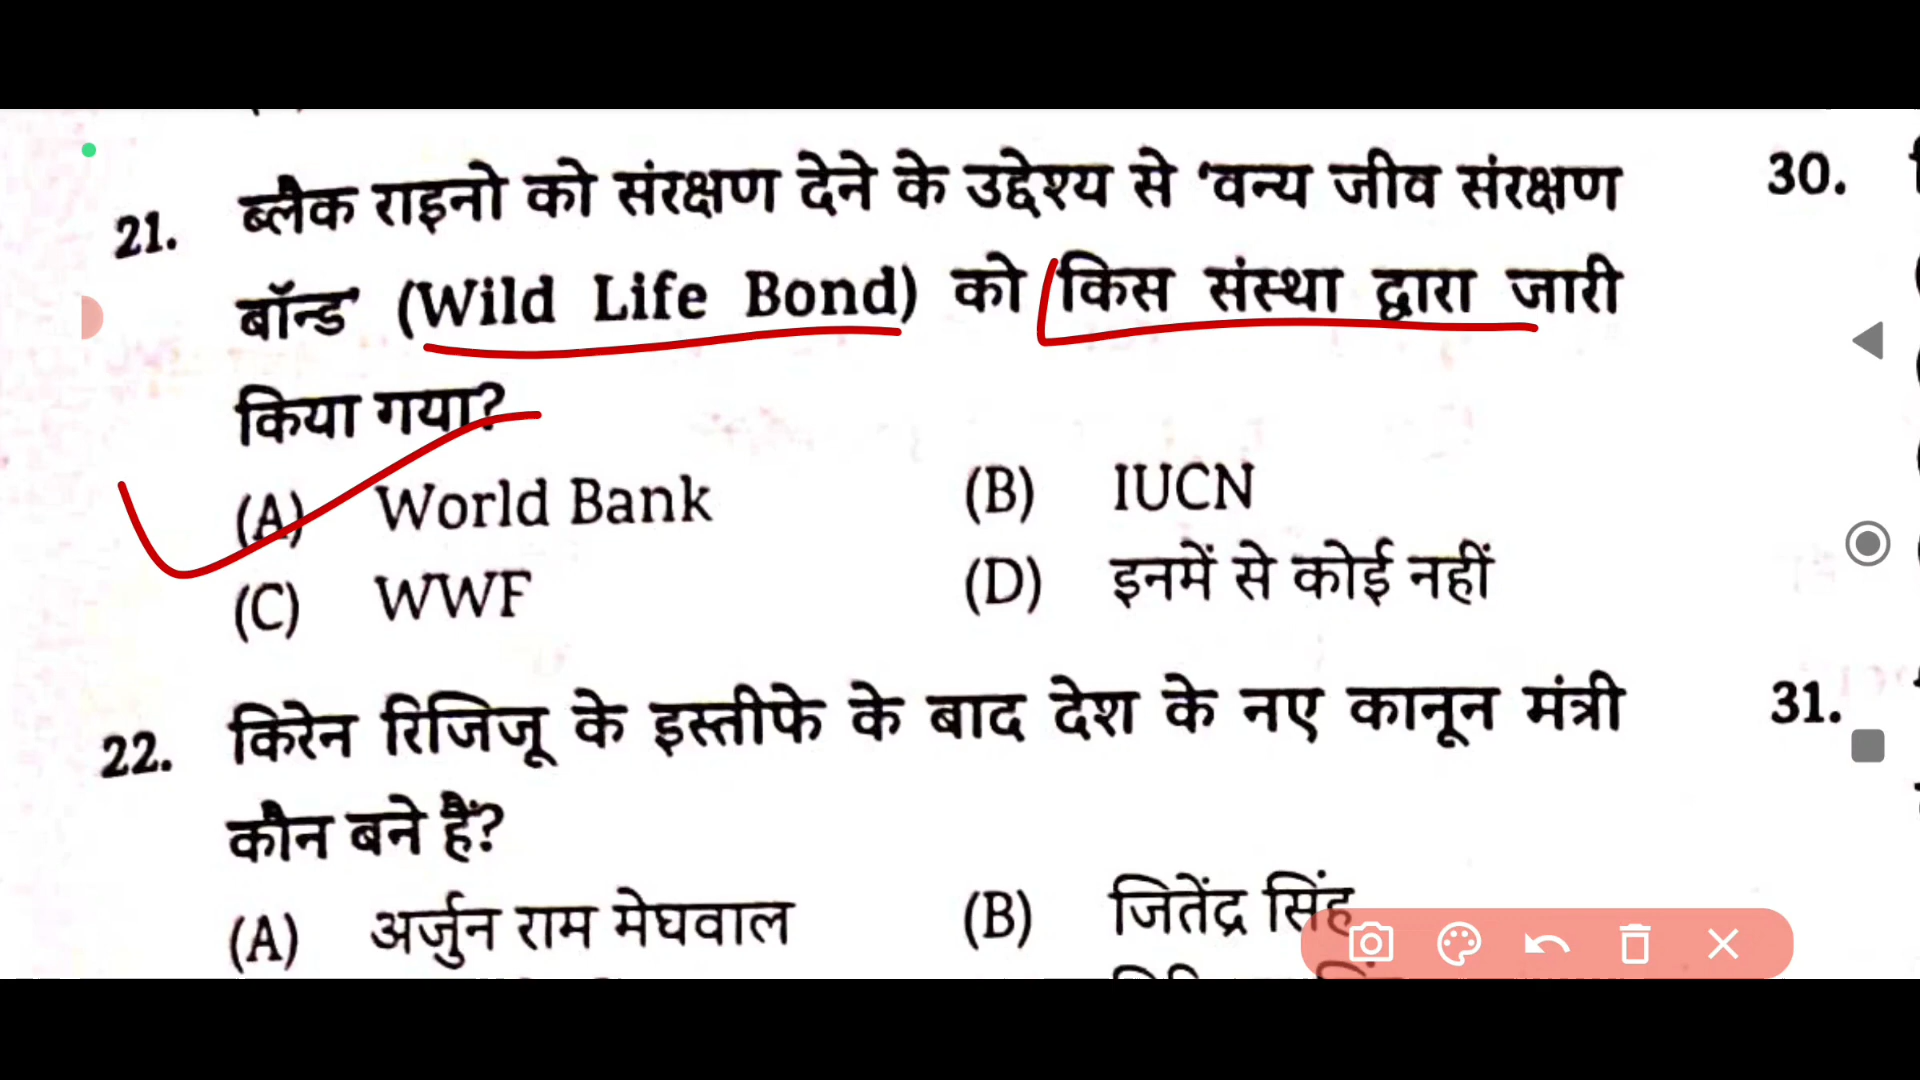 21. ब्लैक राइनो को संरक्षण देने के उद्देश्य से 'वन्य जीव संरक्षण
बॉन्ड' (Wild Life Bond) को किस संस्था द्वारा जारी
किया गया?
(A) World Bank (B) IUCN
(C) WWF (D) इनमें से कोई नहीं
22. किरेन रिजिजू के इस्तीफे के बाद देश के नए कानून मंत्री
कौन बने हैं?
(A) अर्जुन राम मेघवाल (B) जितेंद्र सिंह
30.
31.